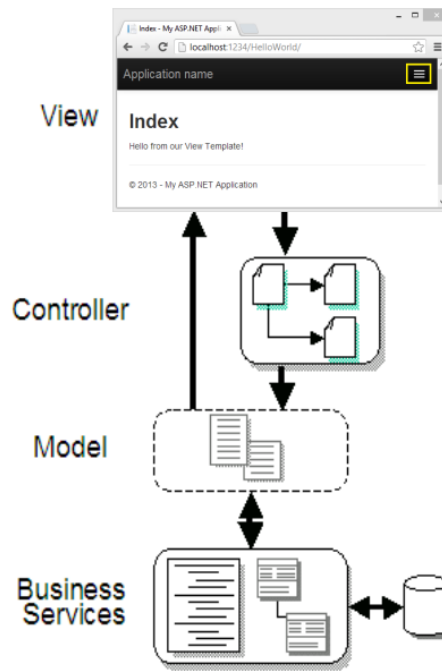 Index - My ASP.NET Appli
localhost:1234/HelloWorld/
Application name
View
Index
Hello from our View Template!
© 2013 - My ASP.NET Application
Controller
Model
Business
Services